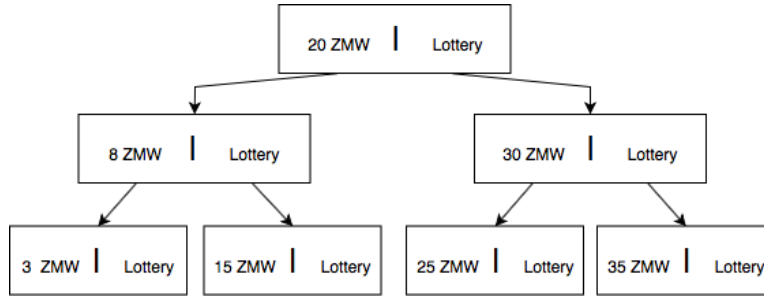 20 ZMW | Lottery
8 ZMW | Lottery
30 ZMW | Lottery
3 ZMW | Lottery
15 ZMW | Lottery
25 ZMW | Lottery
35 ZMW | Lottery